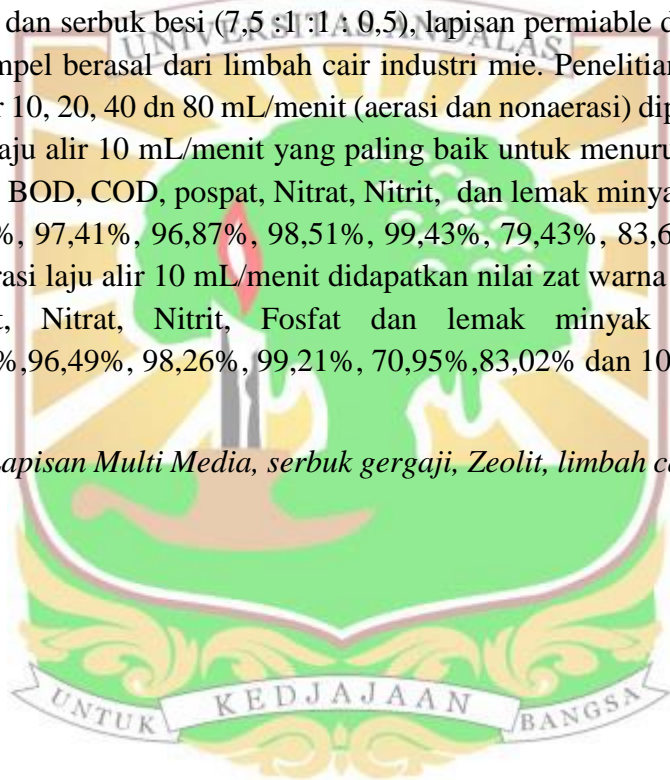 dan serbuk besi (7,5 :1 :1 : 0,5), lapisan permiable d
UNIVERSITAS ANDALAS
mpel berasal dari limbah cair industri mie. Penelitian
r 10, 20, 40 dn 80 mL/menit (aerasi dan nonaerasi) dip
aju alir 10 mL/menit yang paling baik untuk menuru
BOD, COD, pospat, Nitrat, Nitrit, dan lemak minya
%, 97,41%, 96,87%, 98,51%, 99,43%, 79,43%, 83,6
rasi laju alir 10 mL/menit didapatkan nilai zat warna
t, Nitrat, Nitrit, Fosfat dan lemak minyak
%,96,49%, 98,26%, 99,21%, 70,95%,83,02% dan 10
apisan Multi Media, serbuk gergaji, Zeolit, limbah c
UNTUK KEDJAJAAN BANGSA